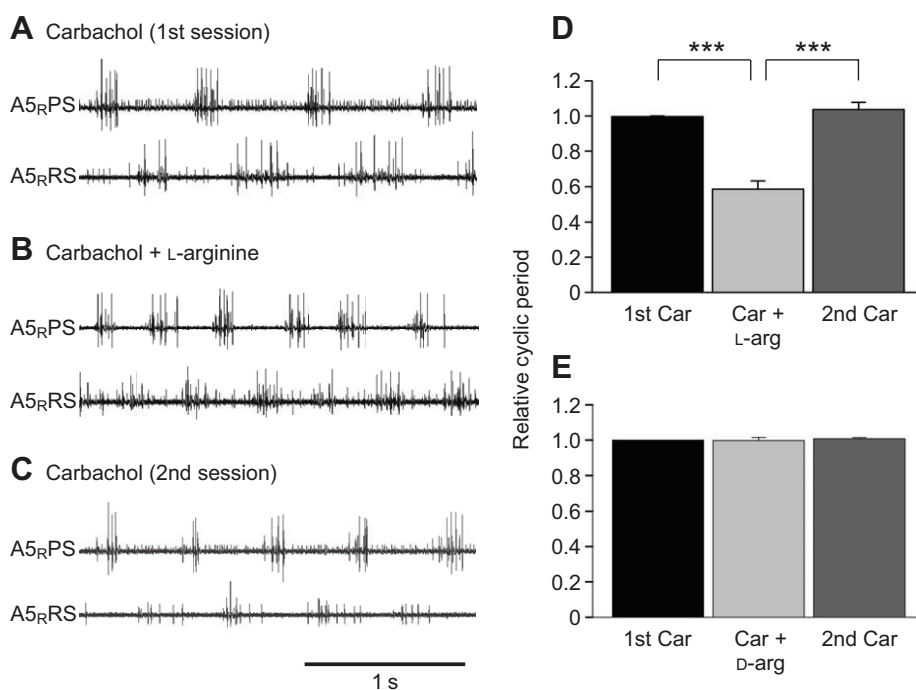 A Carbachol (1st session)
A5RPS
A5RRS
B Carbachol + L-arginine
A5RPS
A5RRS
C Carbachol (2nd session)
A5RPS
A5RRS
1 s
D
*** ***
1.2
1.0
0.8
0.6
0.4
0.2
0
1st Car Car + 2nd Car
L-arg
Relative cyclic period
E
1.2
1.0
0.8
0.6
0.4
0.2
0
1st Car Car + 2nd Car
D-arg